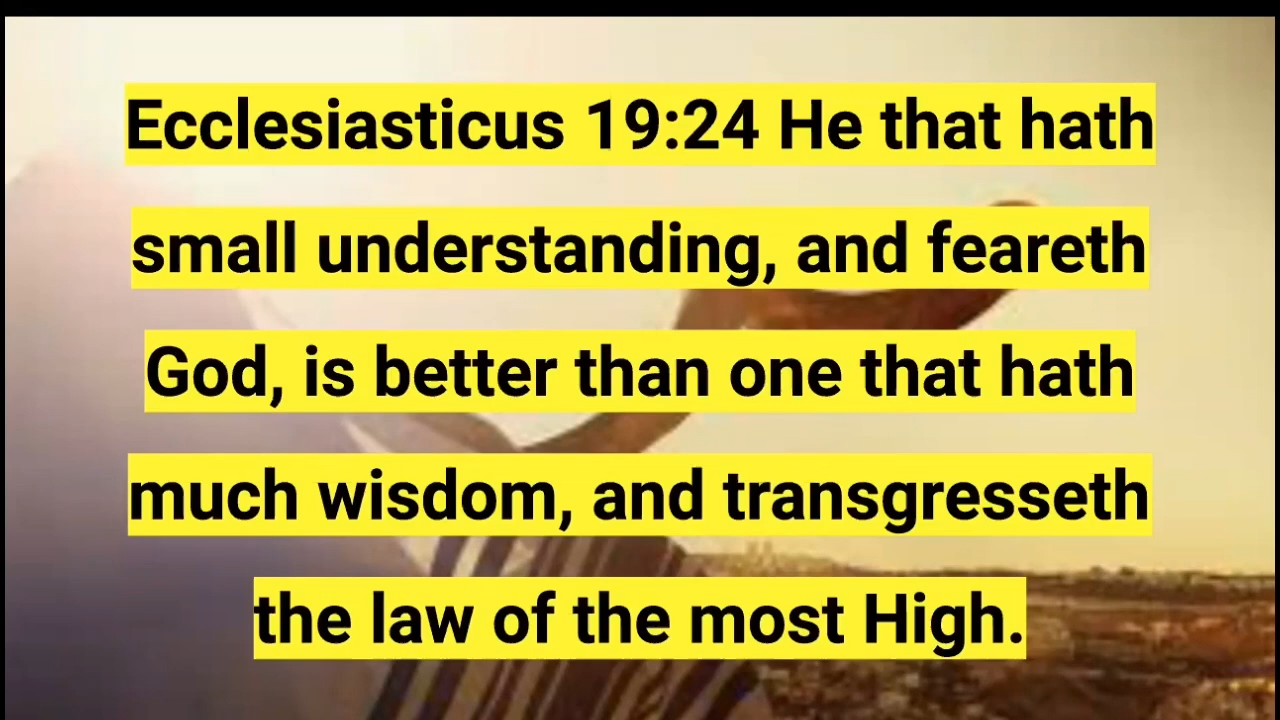 Ecclesiasticus 19:24 He that hath
small understanding, and feareth
God, is better than one that hath
much wisdom, and transgresseth
the law of the most High.